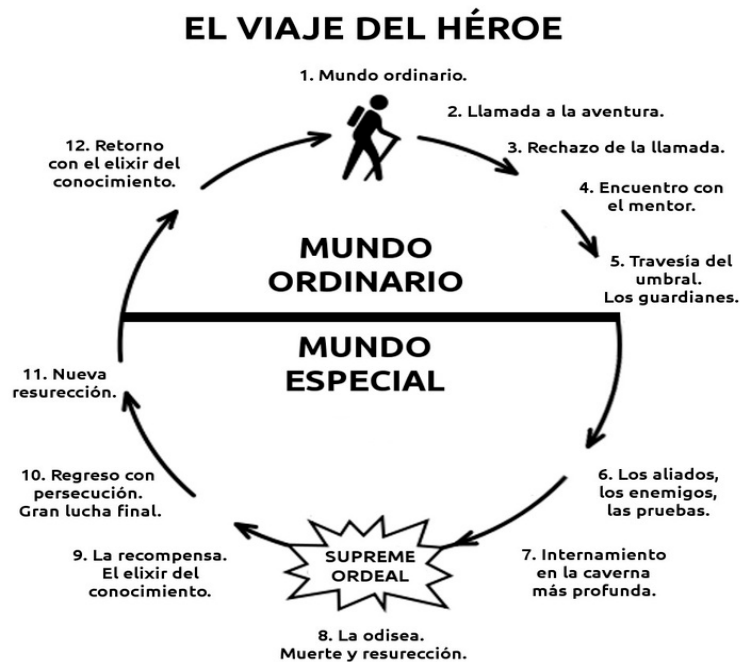 EL VIAJE DEL HÉROE
1. Mundo ordinario.
2. Llamada a la aventura.
3. Rechazo de la llamada.
4. Encuentro con
el mentor.
5. Travesía del
umbral.
Los guardianes.
MUNDO
ORDINARIO
MUNDO
ESPECIAL
6. Los aliados,
los enemigos,
las pruebas.
7. Internamiento
en la caverna
más profunda.
SUPREME
ORDEAL
8. La odisea.
Muerte y resurección.
9. La recompensa.
El elixir del
conocimiento.
10. Regreso con
persecución.
Gran lucha final.
11. Nueva
resurección.
12. Retorno
con el elixir del
conocimiento.